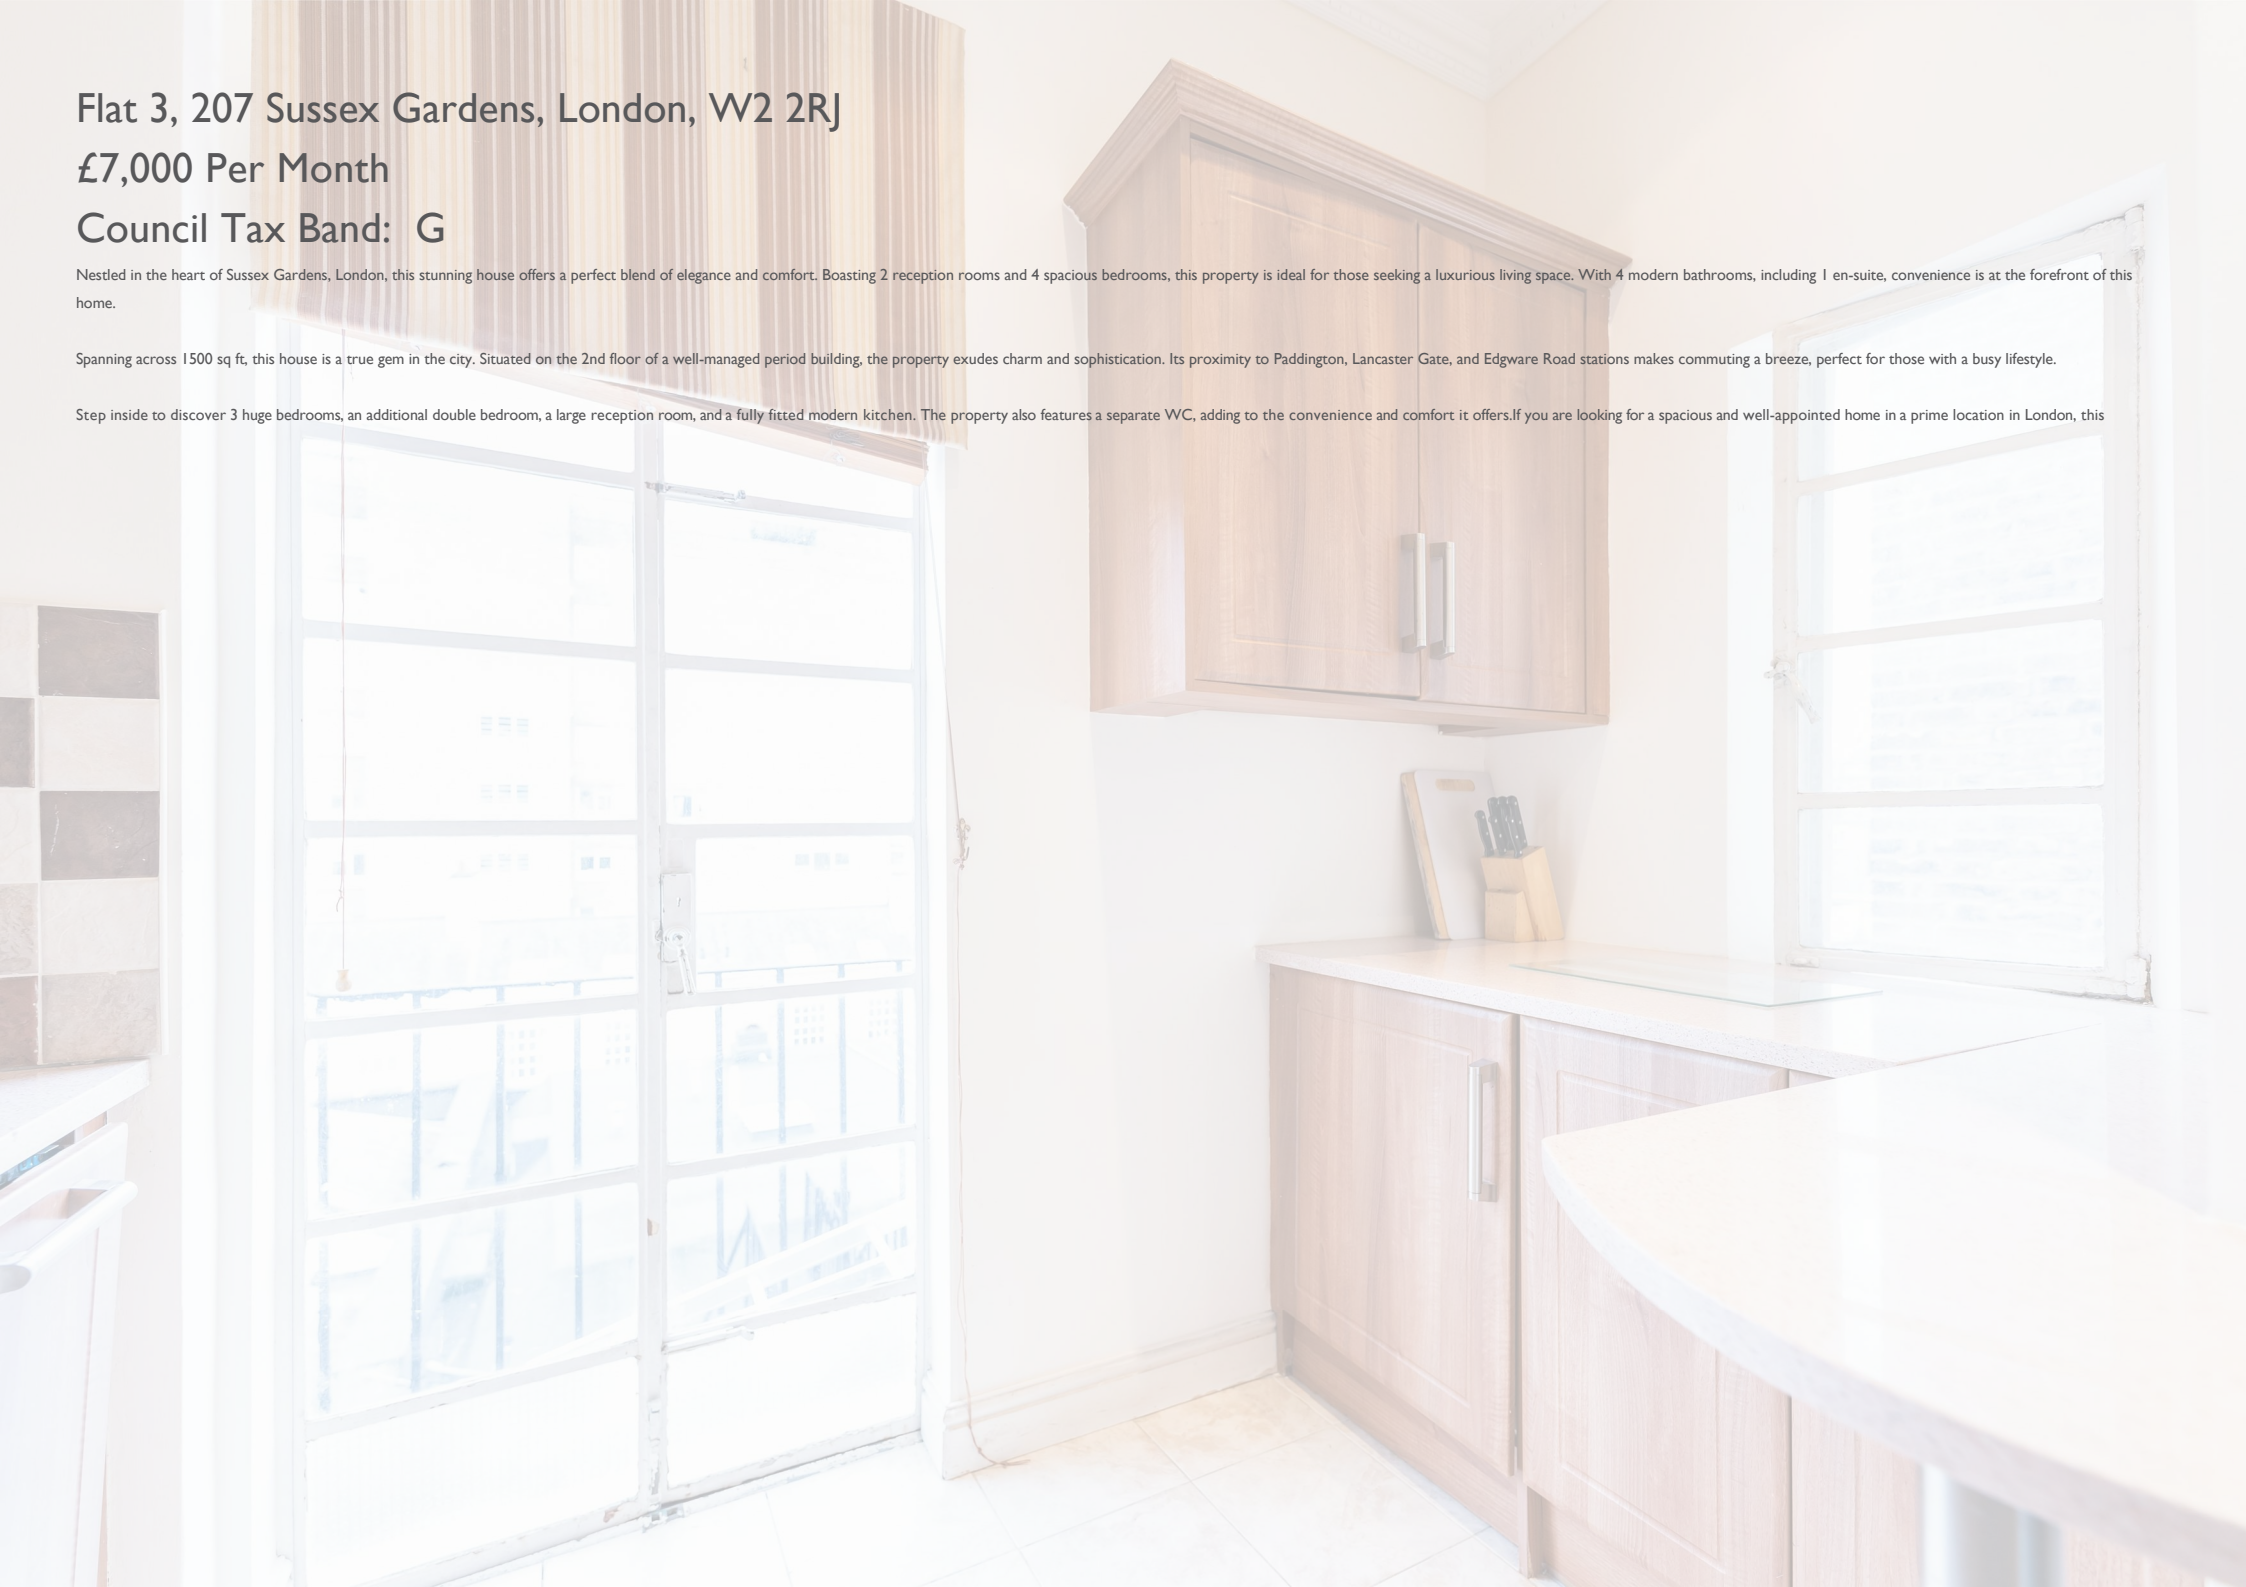 Flat 3, 207 Sussex Gardens, London, W2 2RJ
£7,000 Per Month
Council Tax Band:  G
Nestled in the heart of Sussex Gardens, London, this stunning house offers a perfect blend of elegance and comfort. Boasting 2 reception rooms and 4 spacious bedrooms, this property is ideal for those seeking a luxurious living space. With 4 modern bathrooms, including 1 en-suite, convenience is at the forefront of this
home.
Spanning across 1500 sq ft, this house is a true gem in the city. Situated on the 2nd floor of a well-managed period building, the property exudes charm and sophistication. Its proximity to Paddington, Lancaster Gate, and Edgware Road stations makes commuting a breeze, perfect for those with a busy lifestyle.
Step inside to discover 3 huge bedrooms, an additional double bedroom, a large reception room, and a fully fitted modern kitchen. The property also features a separate WC, adding to the convenience and comfort it offers.If you are looking for a spacious and well-appointed home in a prime location in London, this